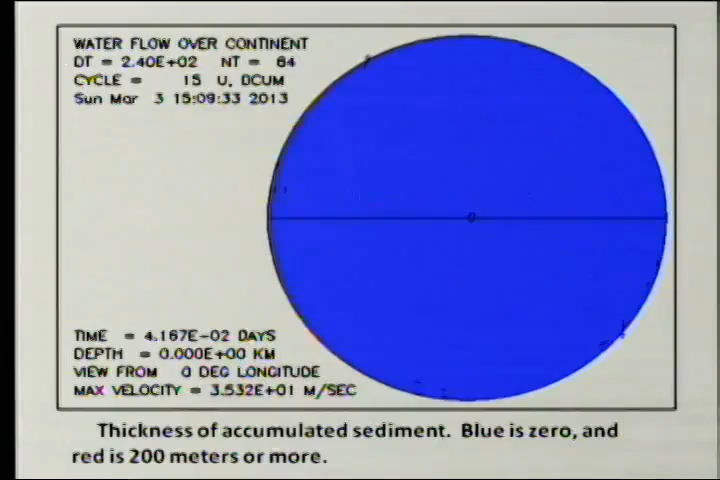 WATER FLOW OVER CONTINENT
DT = 2.40E+02 NT = 64
CYCLE = 15 U, DCUM
Sun Mar 3 15:09:33 2013
0
TIME = 4.167E-02 DAYS
DEPTH = 0.000E+00 KM
VIEW FROM 0 DEG LONGITUDE
MAX VELOCITY = 3.532E+01 M/SEC
Thickness of accumulated sediment. Blue is zero, and
red is 200 meters or more.